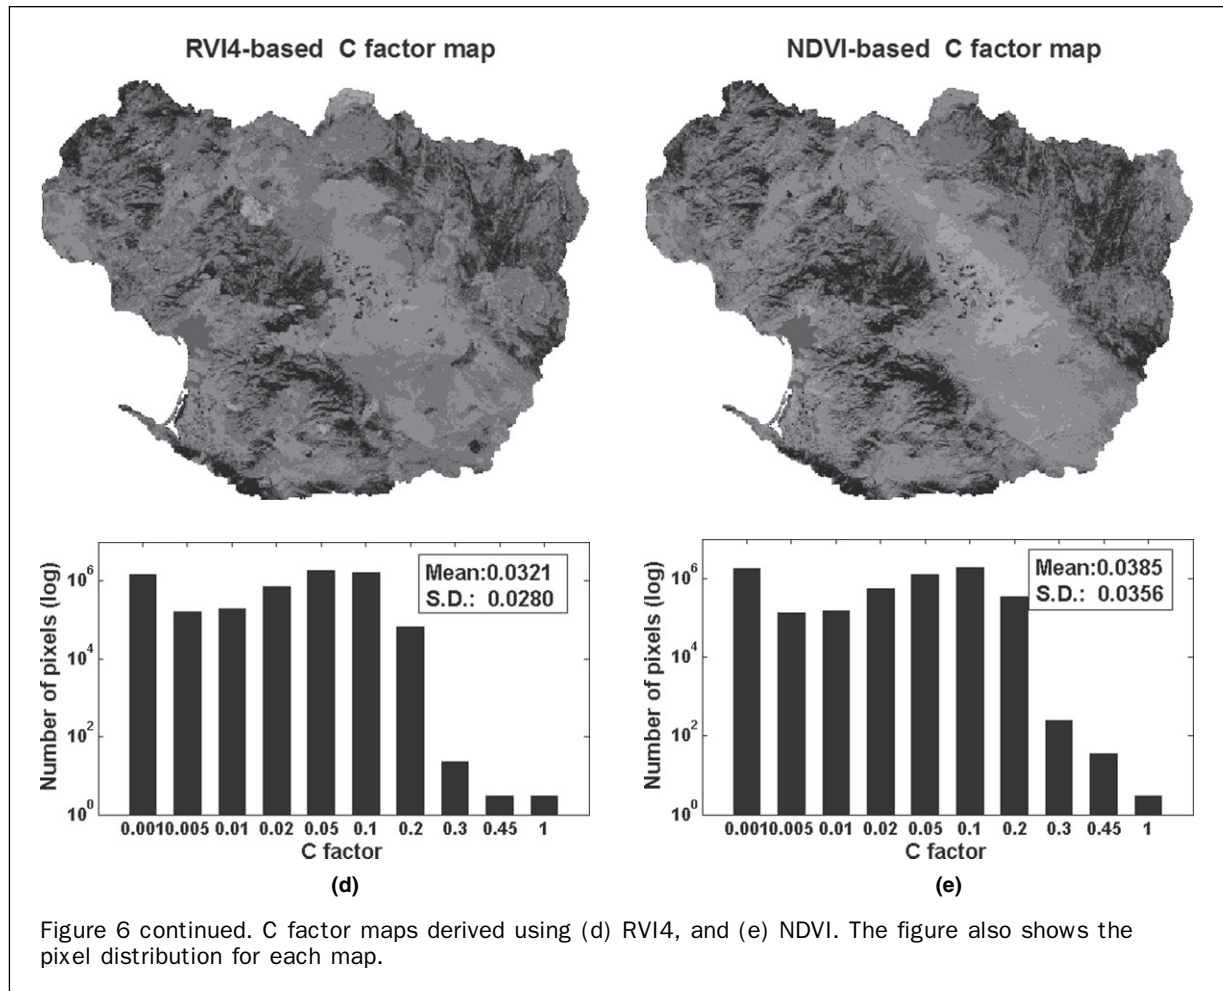 RVI4-based C factor map
NDVI-based C factor map
Number of pixels (log)
10^6
10^4
10^2
10^0
Mean:0.0321
S.D.: 0.0280
0.001 0.005 0.01 0.02 0.05 0.1 0.2 0.3 0.45 1
C factor
(d)
Number of pixels (log)
10^6
10^4
10^2
10^0
Mean:0.0385
S.D.: 0.0356
0.001 0.005 0.01 0.02 0.05 0.1 0.2 0.3 0.45 1
C factor
(e)
Figure 6 continued. C factor maps derived using (d) RVI4, and (e) NDVI. The figure also shows the
pixel distribution for each map.